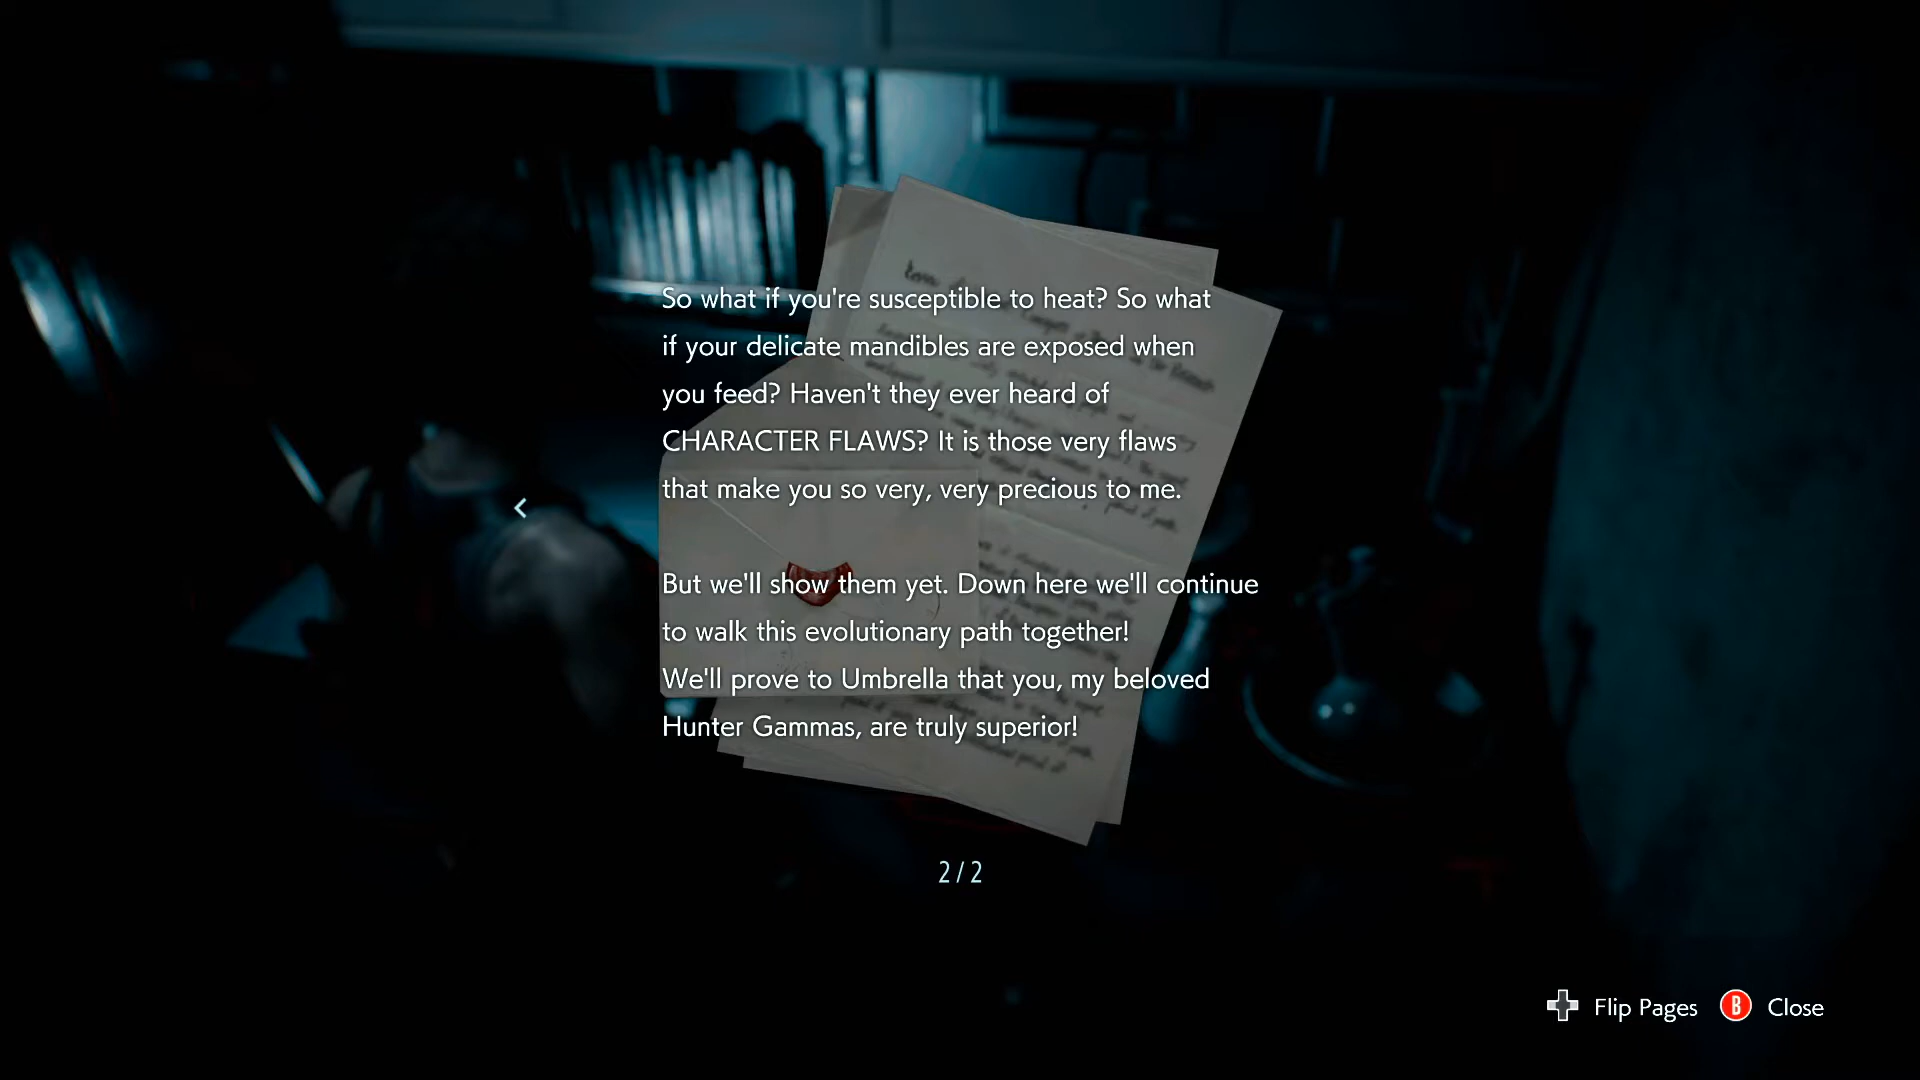 So what if you're susceptible to heat? So what
if your delicate mandibles are exposed when
you feed? Haven't they ever heard of
CHARACTER FLAWS? It is those very flaws
that make you so very, very precious to me.
But we'll show them yet. Down here we'll continue
to walk this evolutionary path together!
We'll prove to Umbrella that you, my beloved
Hunter Gammas, are truly superior!
<
2 / 2
Flip Pages B Close